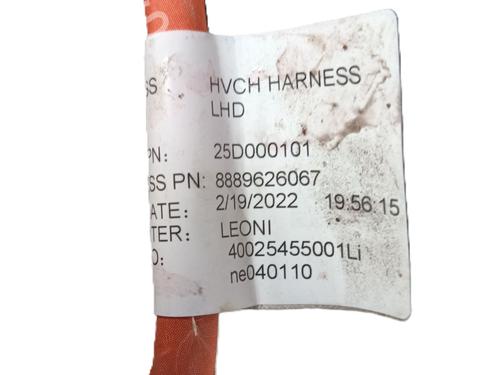 SS HVCH HARNESS
LHD
PN: 25D000101
SS PN: 8889626067
ATE: 2/19/2022 19:56:15
TER: LEONI
O: 40025455001Li
ne040110